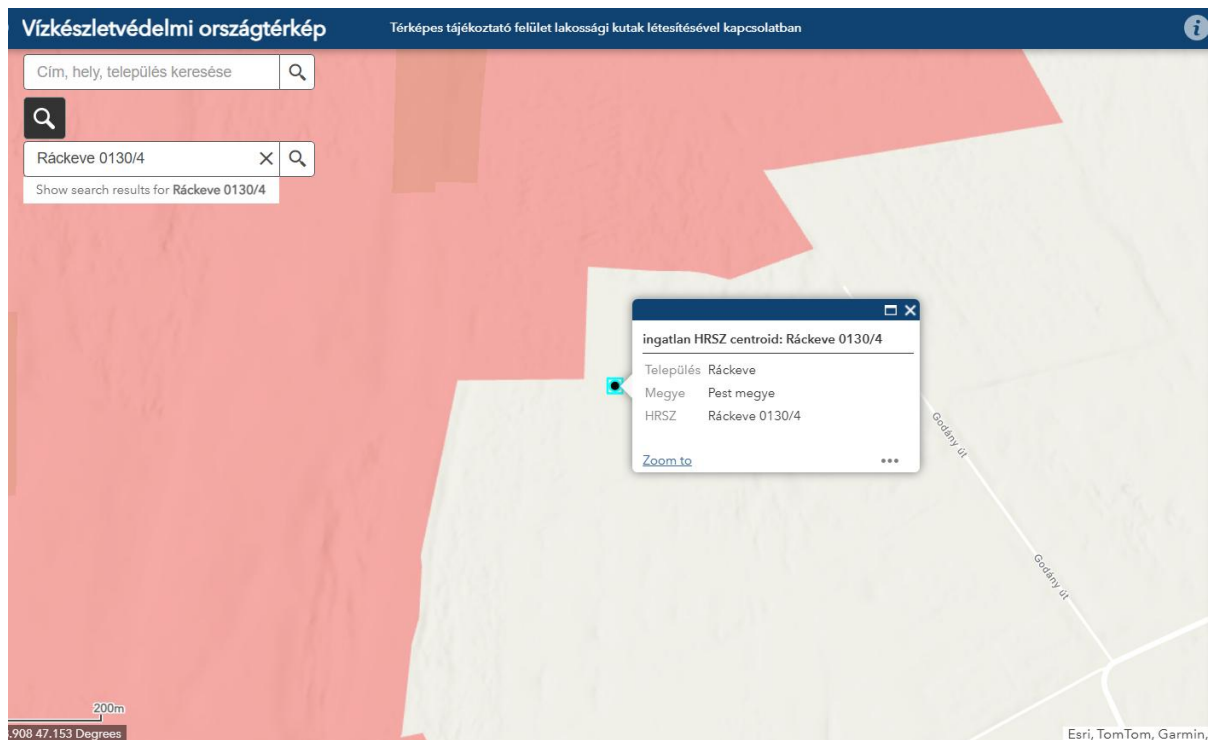 Vízkészletvédelmi országtérkép
Térképes tájékoztató felület lakossági kutak létesítésével kapcsolatban
Cím, hely, település keresése
Ráckeve 0130/4
Show search results for Ráckeve 0130/4
ingatlan HRSZ centroid: Ráckeve 0130/4
Település Ráckeve
Megye Pest megye
HRSZ Ráckeve 0130/4
Zoom to
Godány út
Godány út
200m
.908 47.153 Degrees
Esri, TomTom, Garmin,